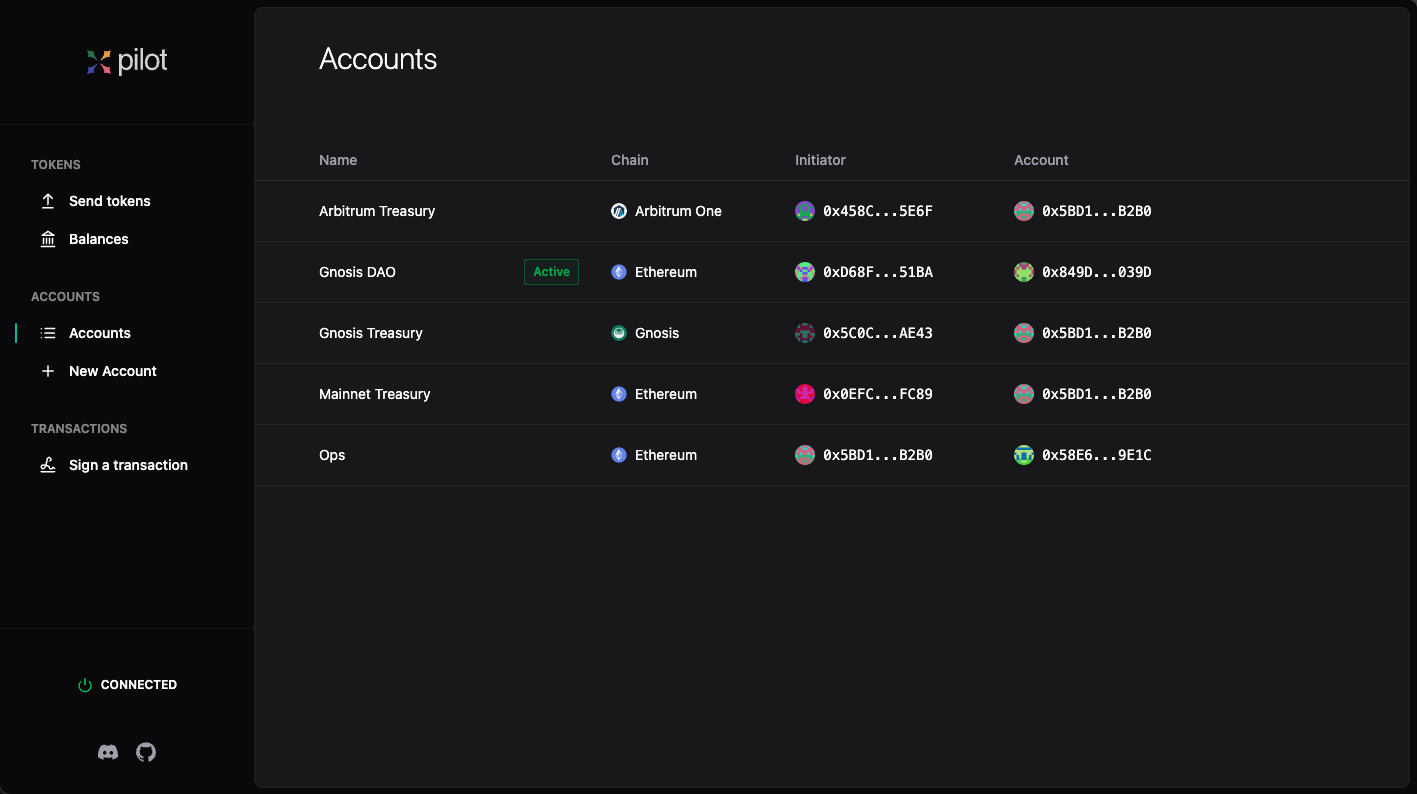 pilot
TOKENS
Send tokens
Balances
ACCOUNTS
Accounts
New Account
TRANSACTIONS
Sign a transaction
CONNECTED
Accounts
Name Chain Initiator Account
Arbitrum Treasury Arbitrum One 0x458C...5E6F 0x5BD1...B2B0
Gnosis DAO Active Ethereum 0xD68F...51BA 0x849D...039D
Gnosis Treasury Gnosis 0x5C0C...AE43 0x5BD1...B2B0
Mainnet Treasury Ethereum 0x0EFC...FC89 0x5BD1...B2B0
Ops Ethereum 0x5BD1...B2B0 0x58E6...9E1C